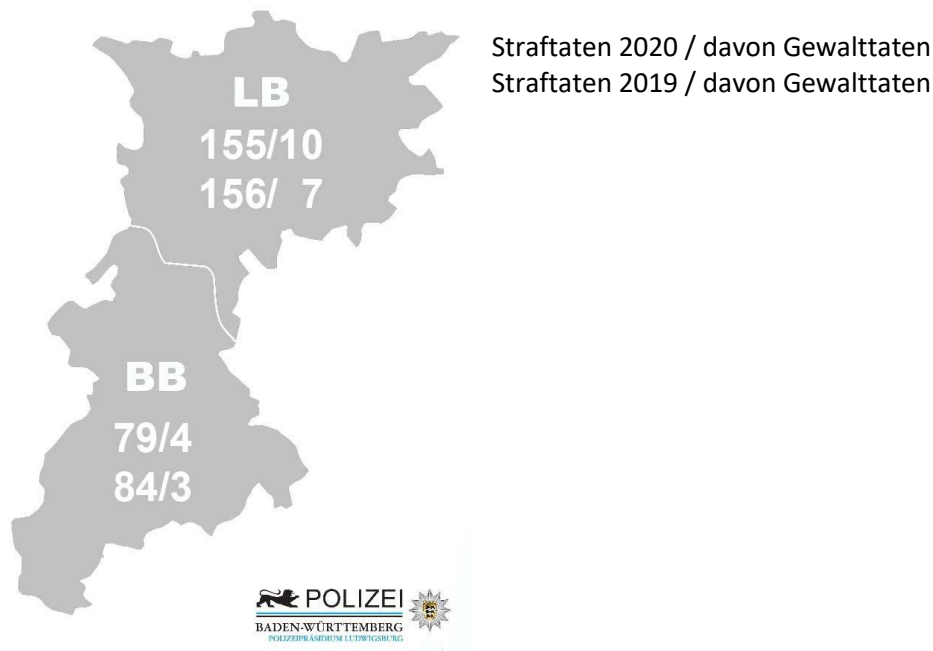 Straftaten 2020 / davon Gewalttaten
Straftaten 2019 / davon Gewalttaten
LB
155/10
156/ 7
BB
79/4
84/3
POLIZEI
BADEN-WÜRTTEMBERG
POLIZEIPRÄSIDIUM LUDWIGSBURG